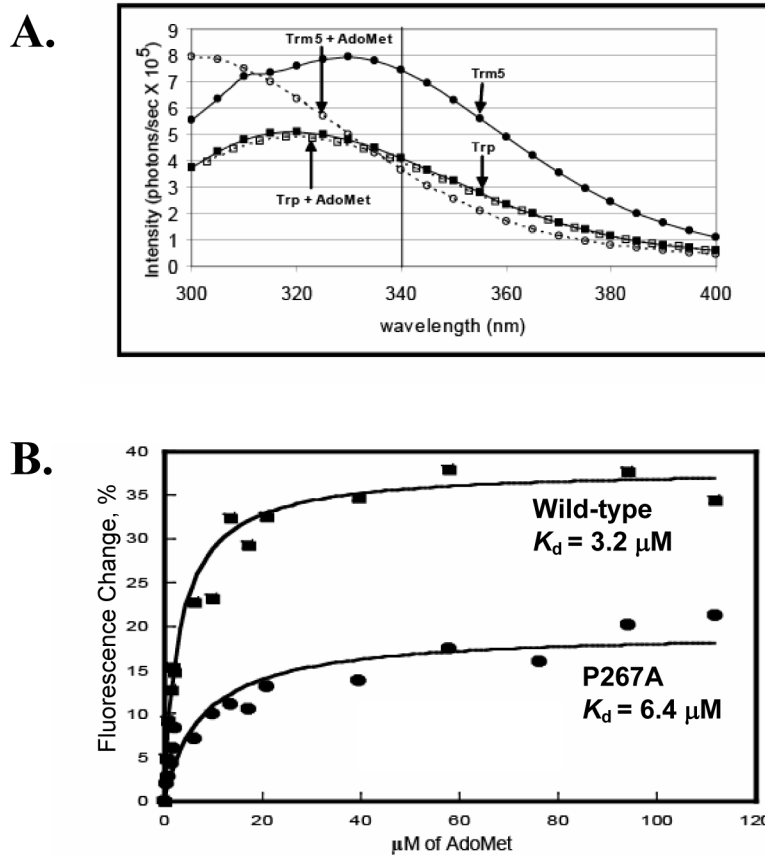 A.
Intensity (photons/sec X 10⁵)
9
8
7
6
5
4
3
2
1
0
Trm5 + AdoMet
Trm5
Trp
Trp + AdoMet
300 320 340 360 380 400
wavelength (nm)
B.
Fluorescence Change, %
40
35
30
25
20
15
10
5
0
Wild-type
Kd = 3.2 μM
P267A
Kd = 6.4 μM
0 20 40 60 80 100 120
μM of AdoMet